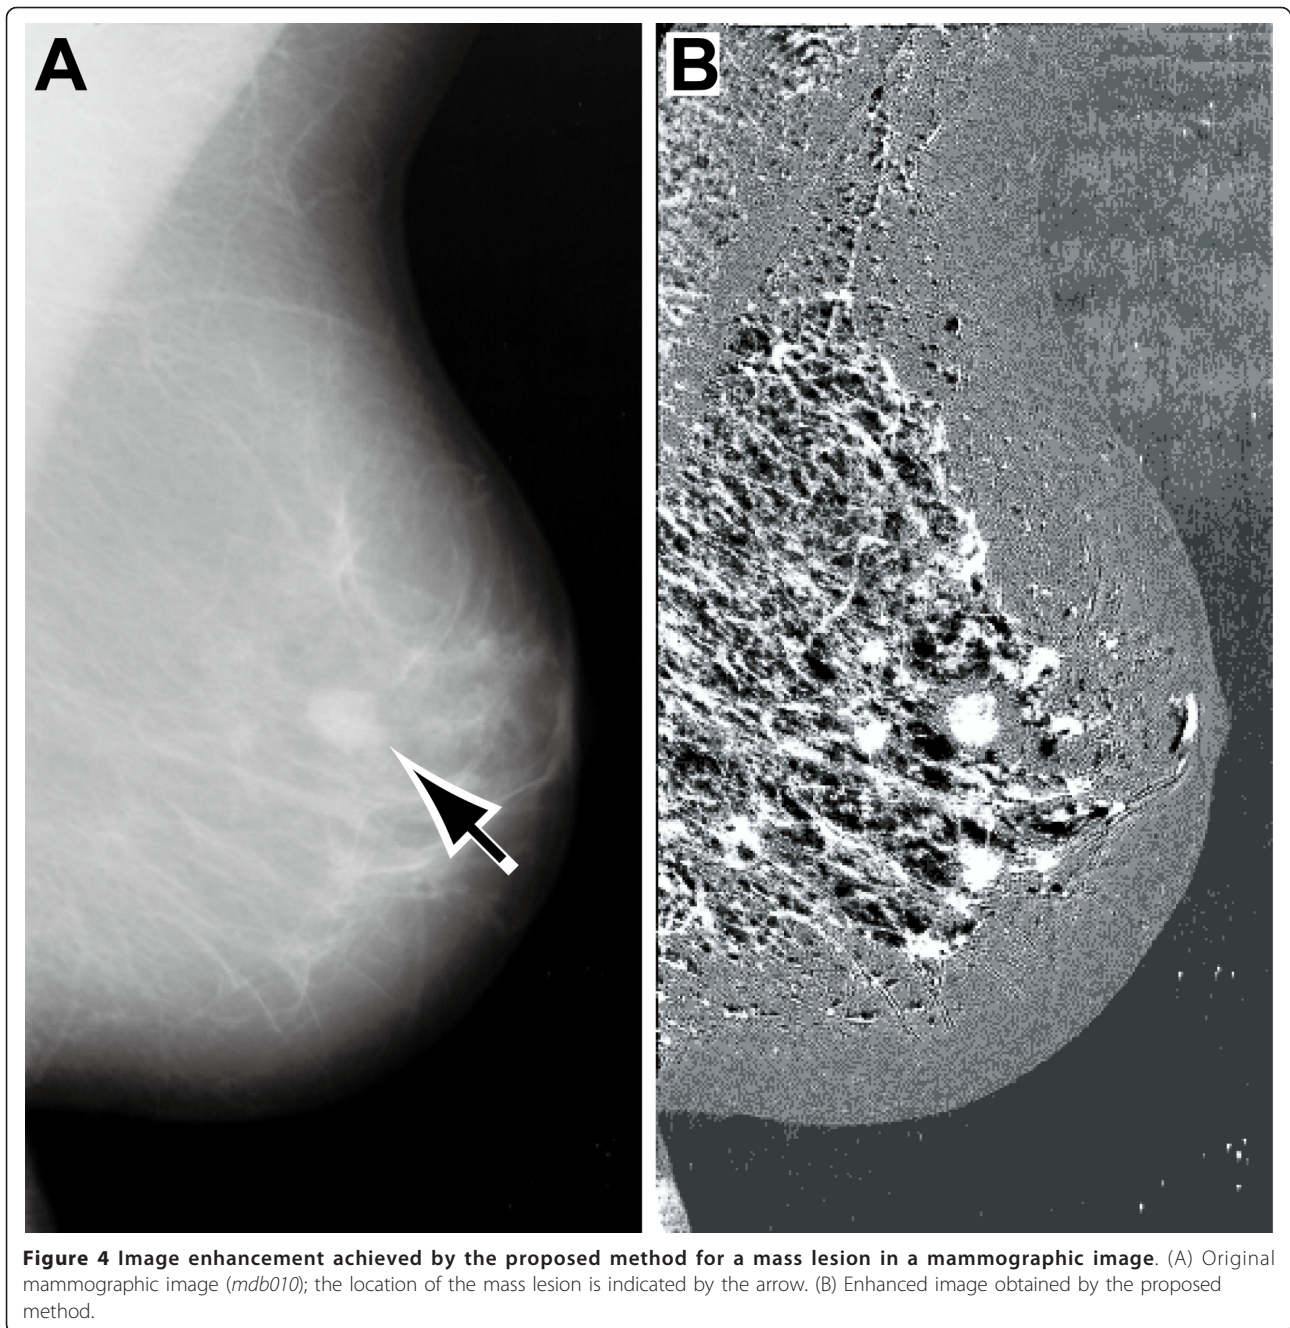 A
B
Figure 4 Image enhancement achieved by the proposed method for a mass lesion in a mammographic image. (A) Original
mammographic image (mdb010); the location of the mass lesion is indicated by the arrow. (B) Enhanced image obtained by the proposed
method.